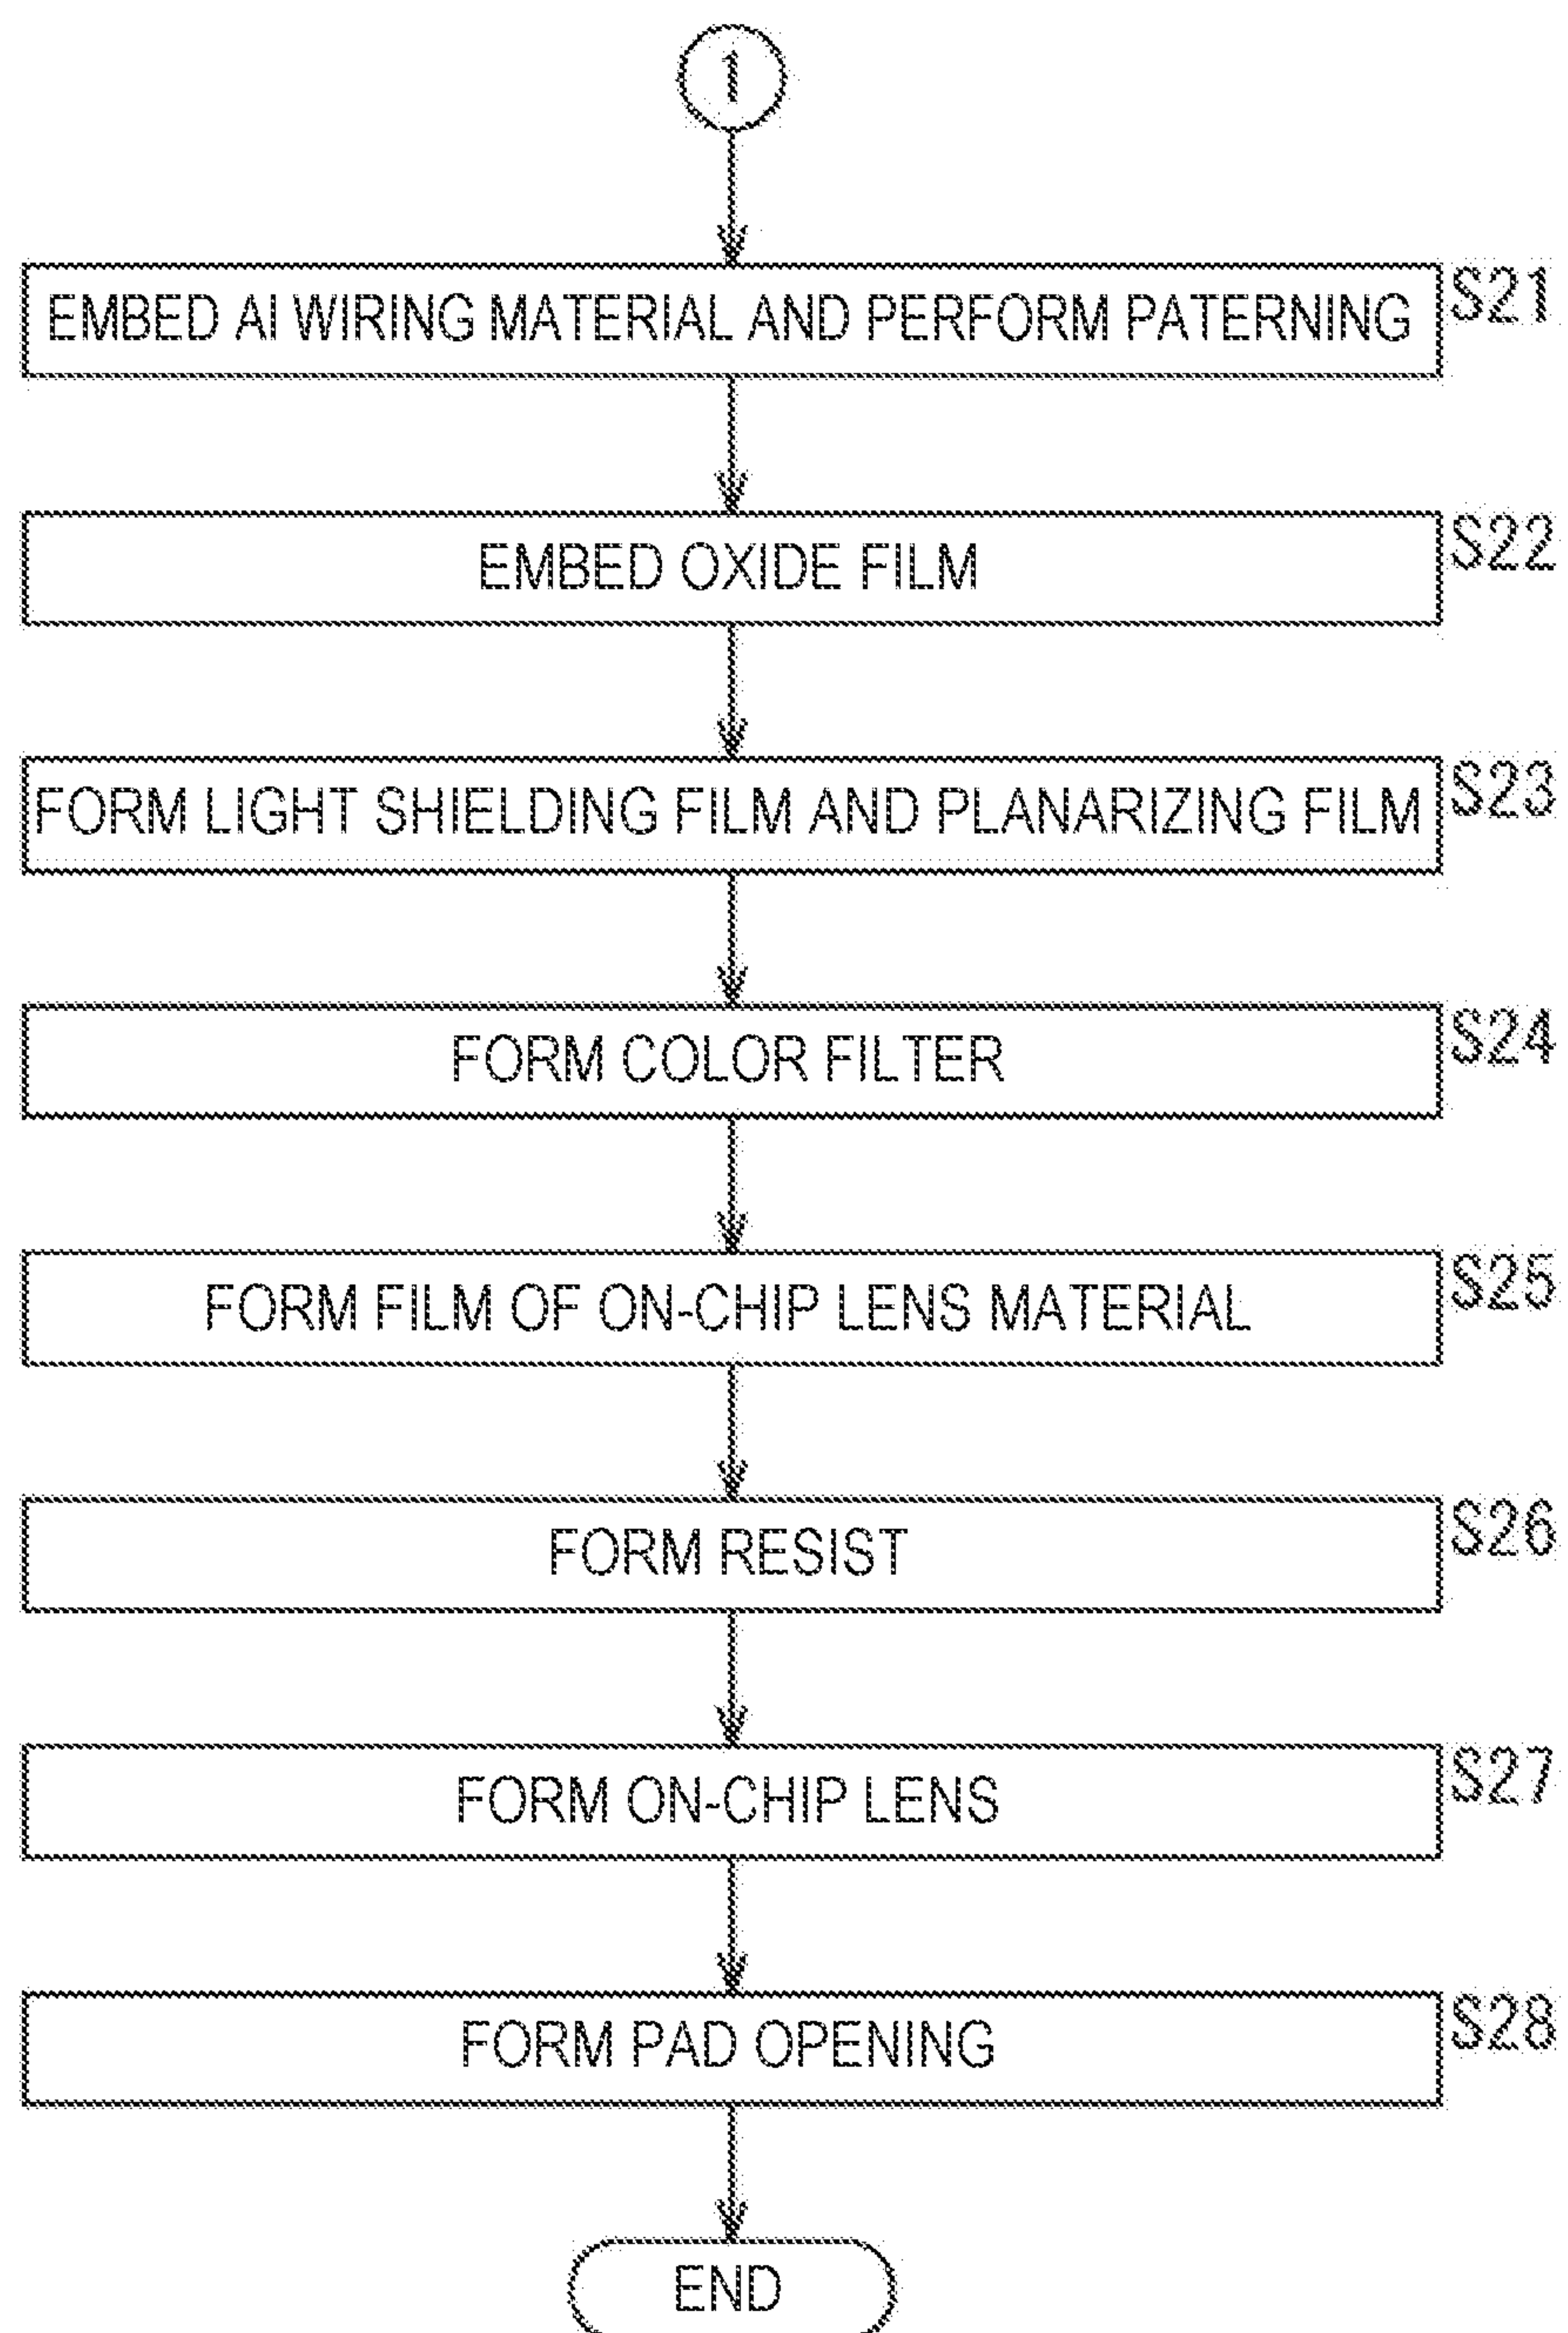 1
EMBED Al WIRING MATERIAL AND PERFORM PATERNING
S21
EMBED OXIDE FILM
S22
FORM LIGHT SHIELDING FILM AND PLANARIZING FILM
S23
FORM COLOR FILTER
S24
FORM FILM OF ON-CHIP LENS MATERIAL
S25
FORM RESIST
S26
FORM ON-CHIP LENS
S27
FORM PAD OPENING
S28
END